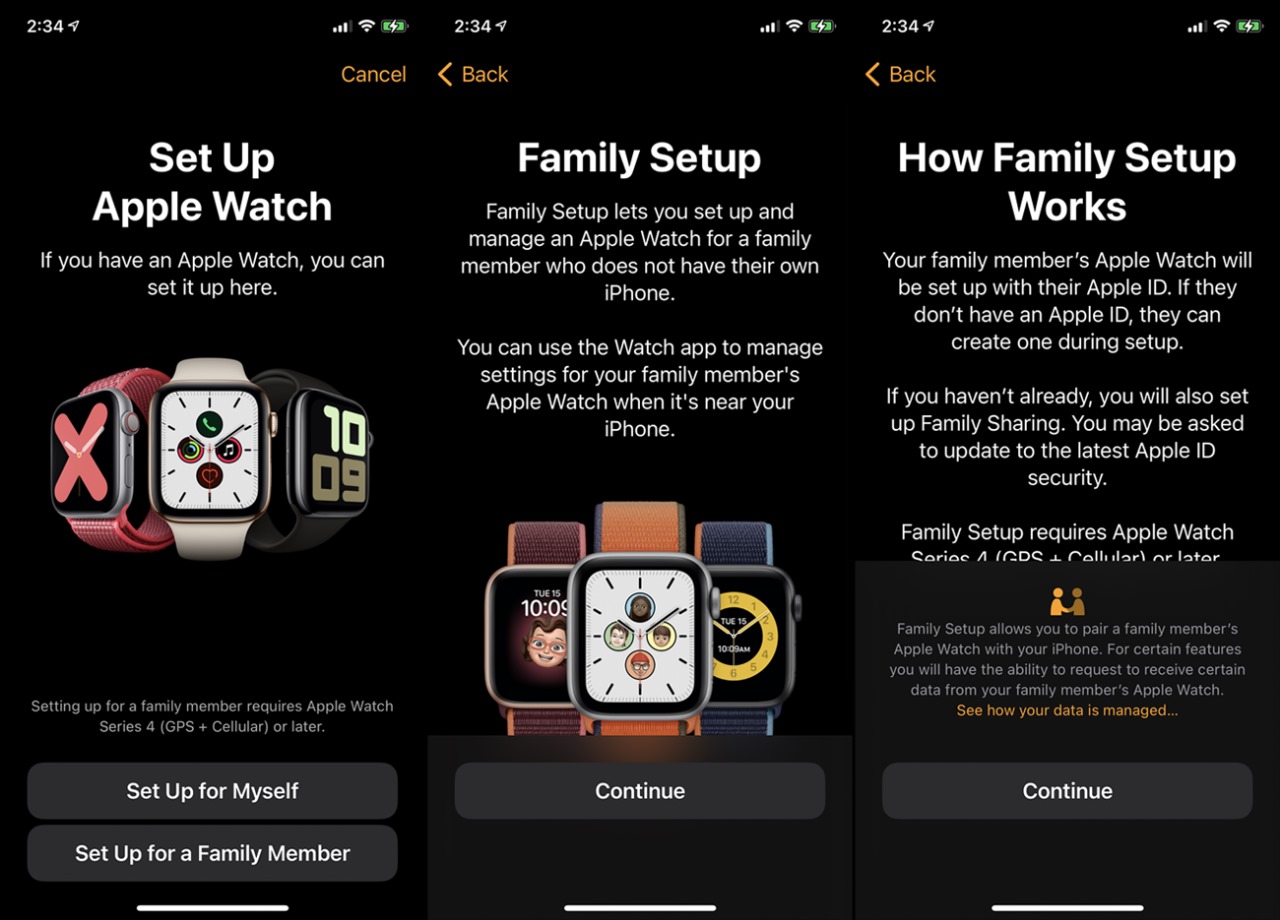 2:34
Cancel
Set Up
Apple Watch
If you have an Apple Watch, you can
set it up here.
10
09
Setting up for a family member requires Apple Watch
Series 4 (GPS + Cellular) or later.
Set Up for Myself
Set Up for a Family Member
2:34
Back
Family Setup
Family Setup lets you set up and
manage an Apple Watch for a family
member who does not have their own
iPhone.
You can use the Watch app to manage
settings for your family member's
Apple Watch when it's near your
iPhone.
TUE 15
10:09
12
1
2
3
4
5
6
TUE 15
10:09AM
Continue
2:34
Back
How Family Setup
Works
Your family member’s Apple Watch will
be set up with their Apple ID. If they
don’t have an Apple ID, they can
create one during setup.
If you haven’t already, you will also set
up Family Sharing. You may be asked
to update to the latest Apple ID
security.
Family Setup requires Apple Watch
Series 4 (GPS + Cellular) or later
Family Setup allows you to pair a family member’s
Apple Watch with your iPhone. For certain features
you will have the ability to request to receive certain
data from your family member’s Apple Watch.
See how your data is managed...
Continue